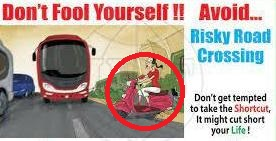 Don't Fool Yourself !! Avoid...
Risky Road
Crossing
Don't get tempted
to take the Shortcut,
It might cut short
your Life !